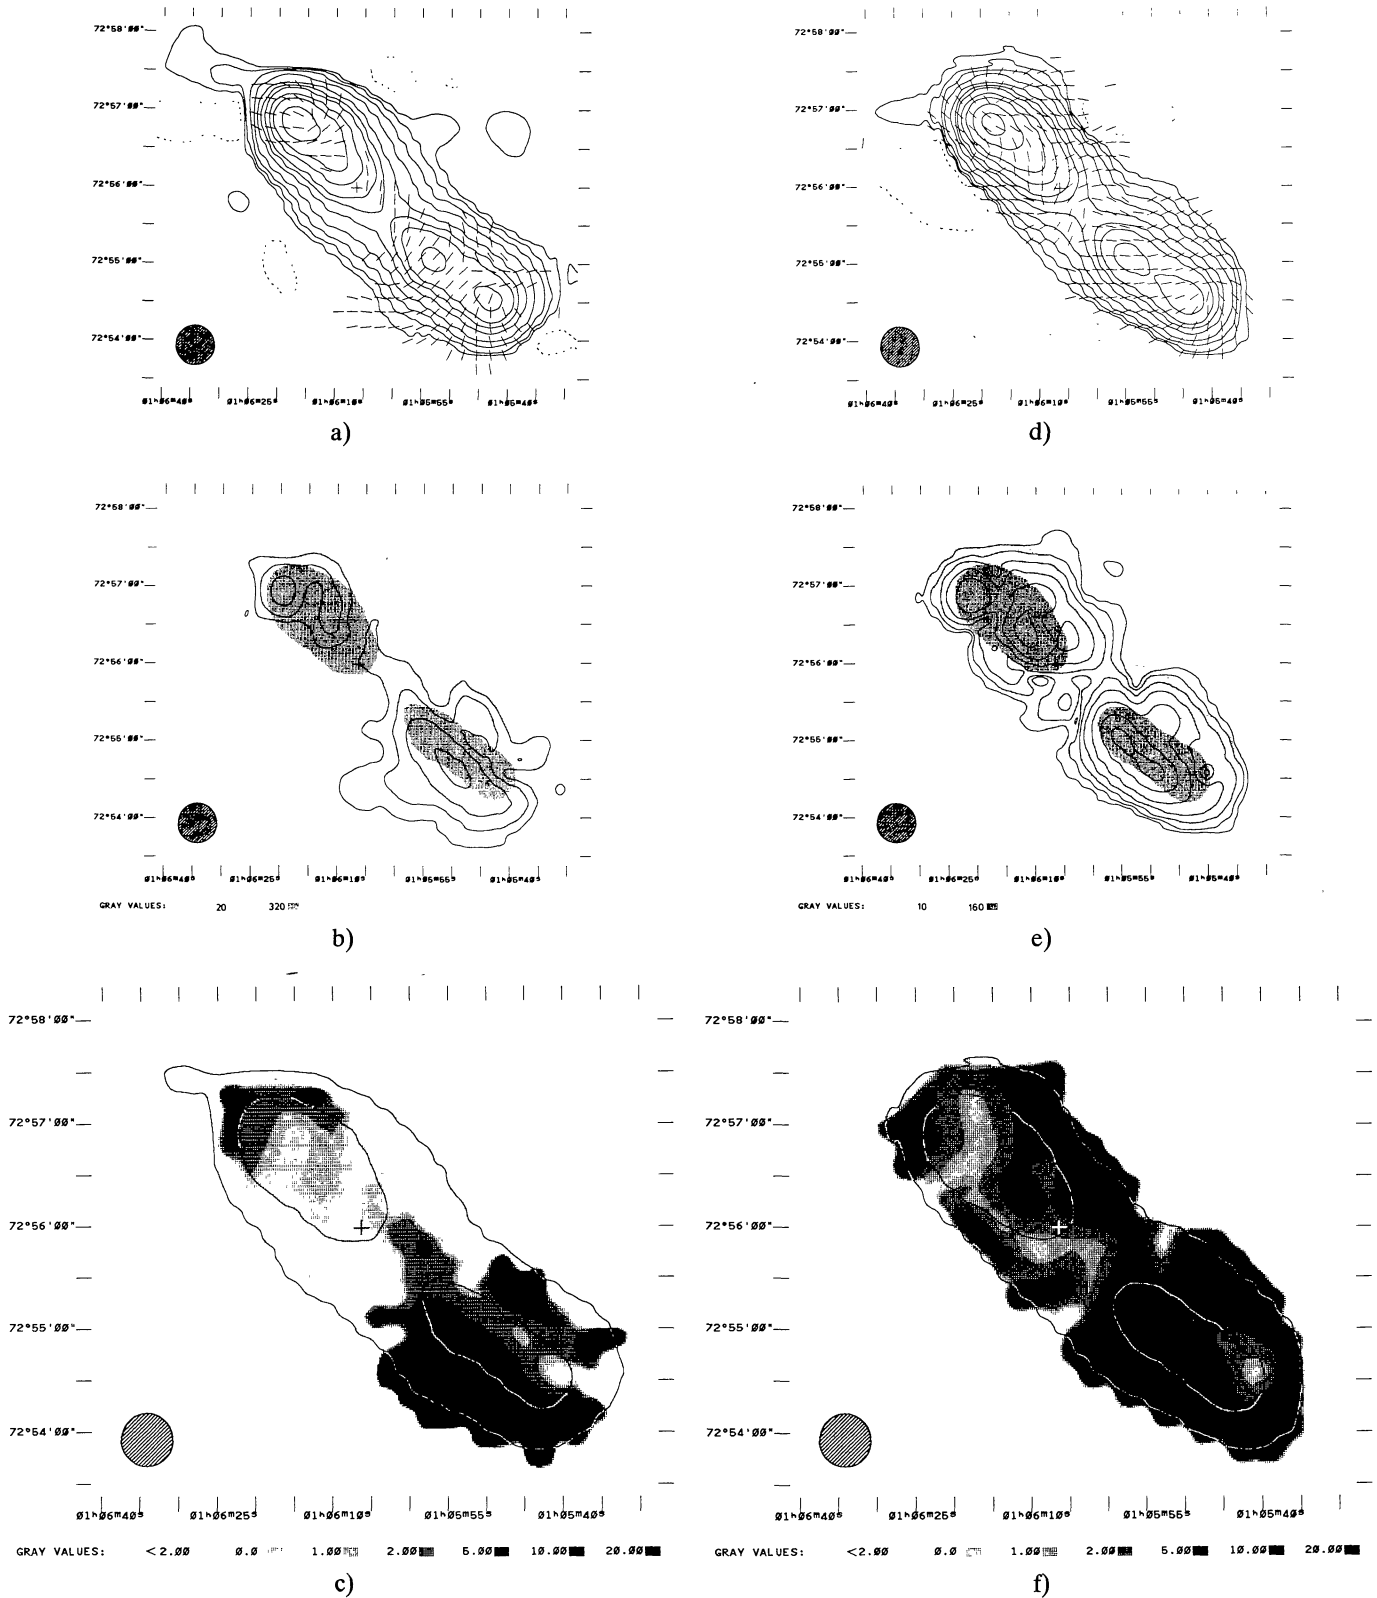 72°58'00"
72°57'00"
72°56'00"
72°55'00"
72°54'00"
01h06m40s 01h06m25s 01h06m10s 01h05m55s 01h05m40s
a)
72°58'00"
72°57'00"
72°56'00"
72°55'00"
72°54'00"
01h06m40s 01h06m25s 01h06m10s 01h05m55s 01h05m40s
d)
72°58'00"
72°57'00"
72°56'00"
72°55'00"
72°54'00"
01h06m40s 01h06m25s 01h06m10s 01h05m55s 01h05m40s
GRAY VALUES: 20 320
b)
72°58'00"
72°57'00"
72°56'00"
72°55'00"
72°54'00"
01h06m40s 01h06m25s 01h06m10s 01h05m55s 01h05m40s
GRAY VALUES: 10 160
e)
72°58'00"
72°57'00"
72°56'00"
72°55'00"
72°54'00"
01h06m40s 01h06m25s 01h06m10s 01h05m55s 01h05m40s
GRAY VALUES: <2.00 0.0 1.00 2.00 5.00 10.00 20.00
c)
72°58'00"
72°57'00"
72°56'00"
72°55'00"
72°54'00"
01h06m40s 01h06m25s 01h06m10s 01h05m55s 01h05m40s
GRAY VALUES: <2.00 0.0 1.00 2.00 5.00 10.00 20.00
f)